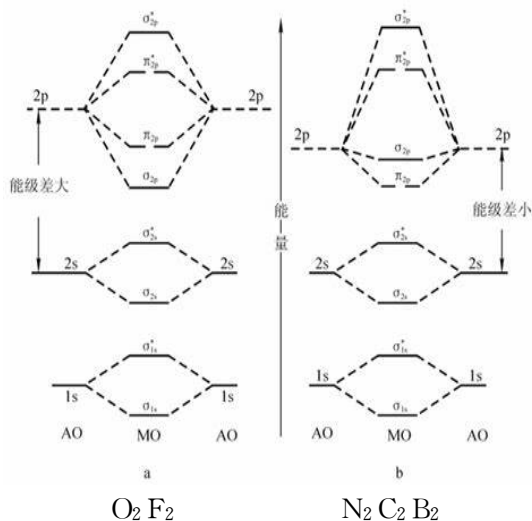 σ*2p
π*2p
2p 2p
π2p
σ2p
能级差大
σ*2s
2s 2s
σ2s
σ*1s
1s 1s
σ1s
AO MO AO
a
O₂ F₂
能量
σ*2p
π*2p
2p 2p
σ2p
π2p
能级差小
σ*2s
2s 2s
σ2s
σ*1s
1s 1s
σ1s
AO MO AO
b
N₂ C₂ B₂